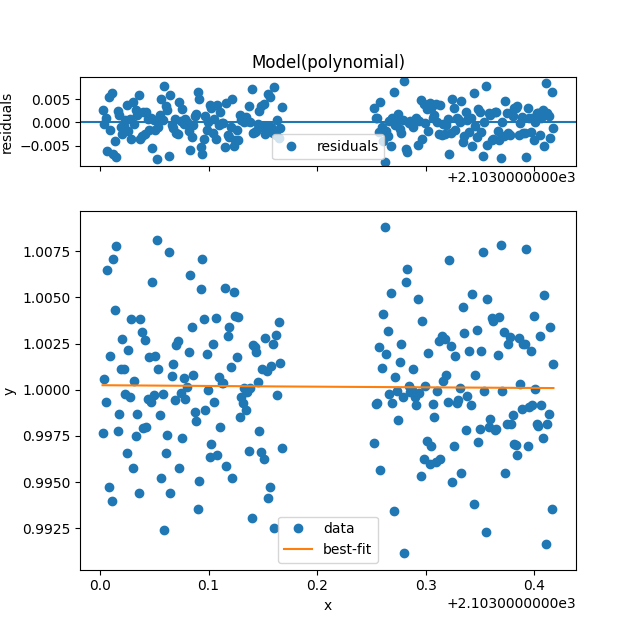 Model(polynomial)
residuals
0.005
0.000
−0.005
residuals
+2.1030000000e3
y
1.0075
1.0050
1.0025
1.0000
0.9975
0.9950
0.9925
data
best-fit
0.0 0.1 0.2 0.3 0.4
x
+2.1030000000e3